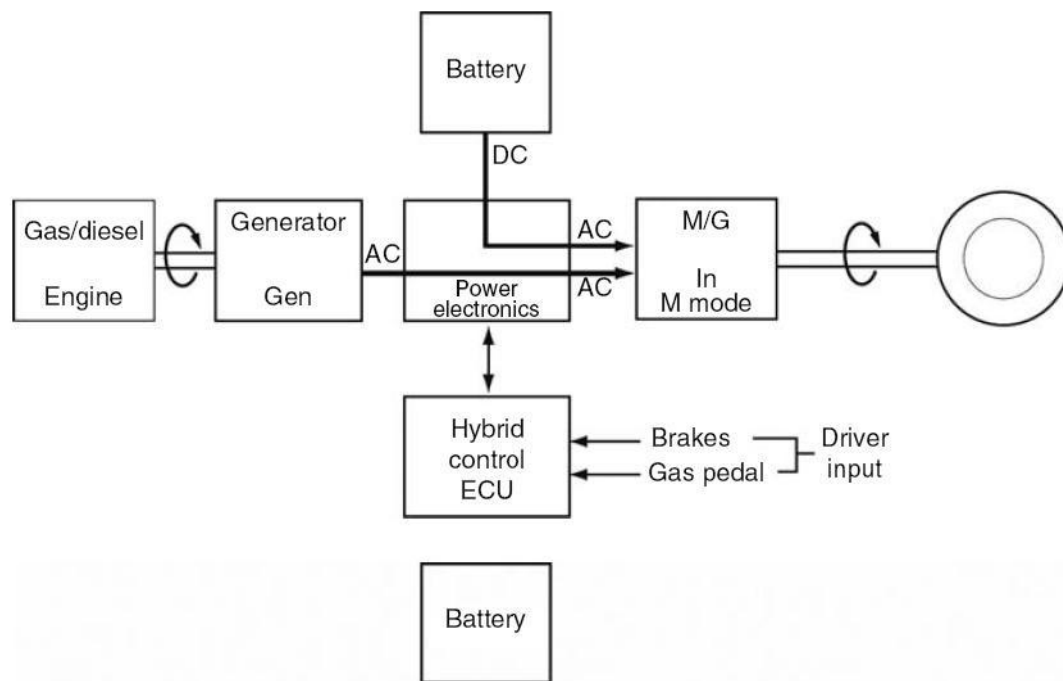 Battery
DC
Gas/diesel
Engine
Generator
Gen
AC
AC
AC
Power
electronics
M/G
In
M mode
Hybrid
control
ECU
Brakes
Gas pedal
Driver
input
Battery